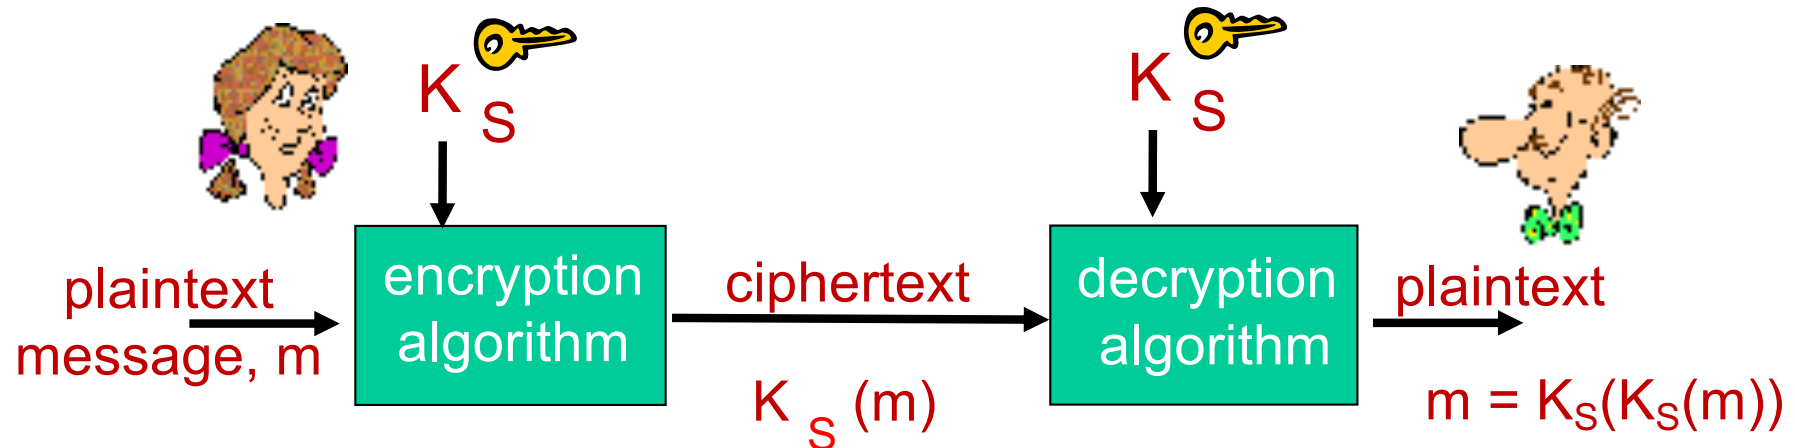 K S
K S
plaintext
message, m
encryption
algorithm
ciphertext
K S (m)
decryption
algorithm
plaintext
m = KS(KS(m))